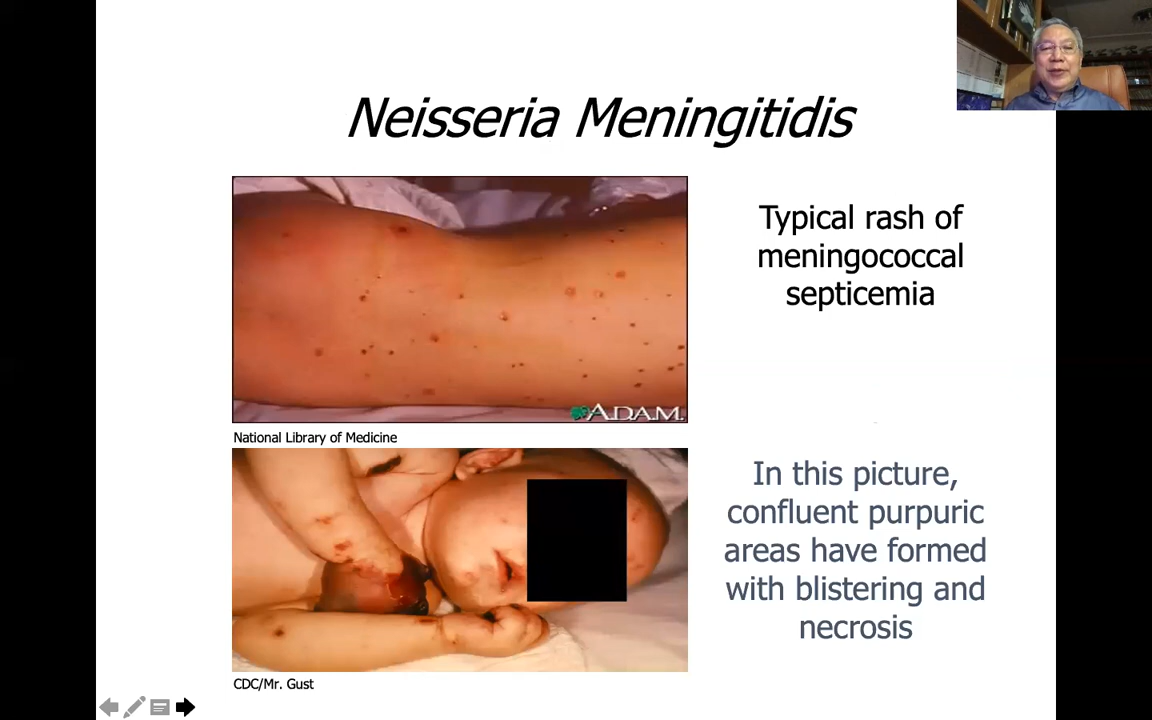 Neisseria Meningitidis
Typical rash of
meningococcal
septicemia
A.D.A.M.
National Library of Medicine
In this picture,
confluent purpuric
areas have formed
with blistering and
necrosis
CDC/Mr. Gust